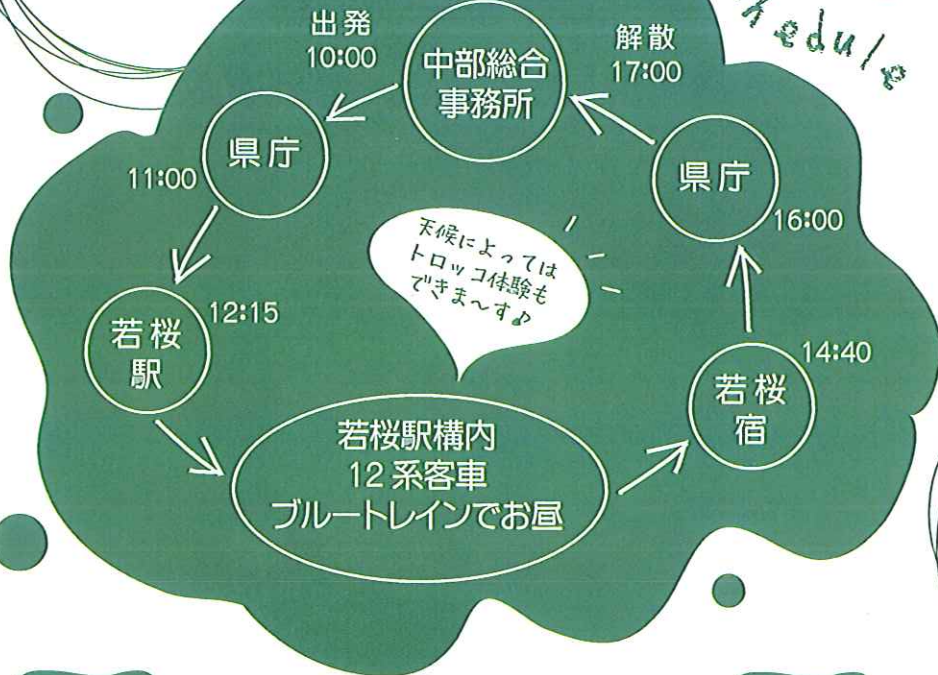 出発
10:00
中部総合
事務所
解散
17:00
県庁
11:00
県庁
16:00
天候によっては
トロッコ体験も
できま〜す♪
若桜
駅
12:15
14:40
若桜
宿
若桜駅構内
12系客車
ブルートレインでお昼